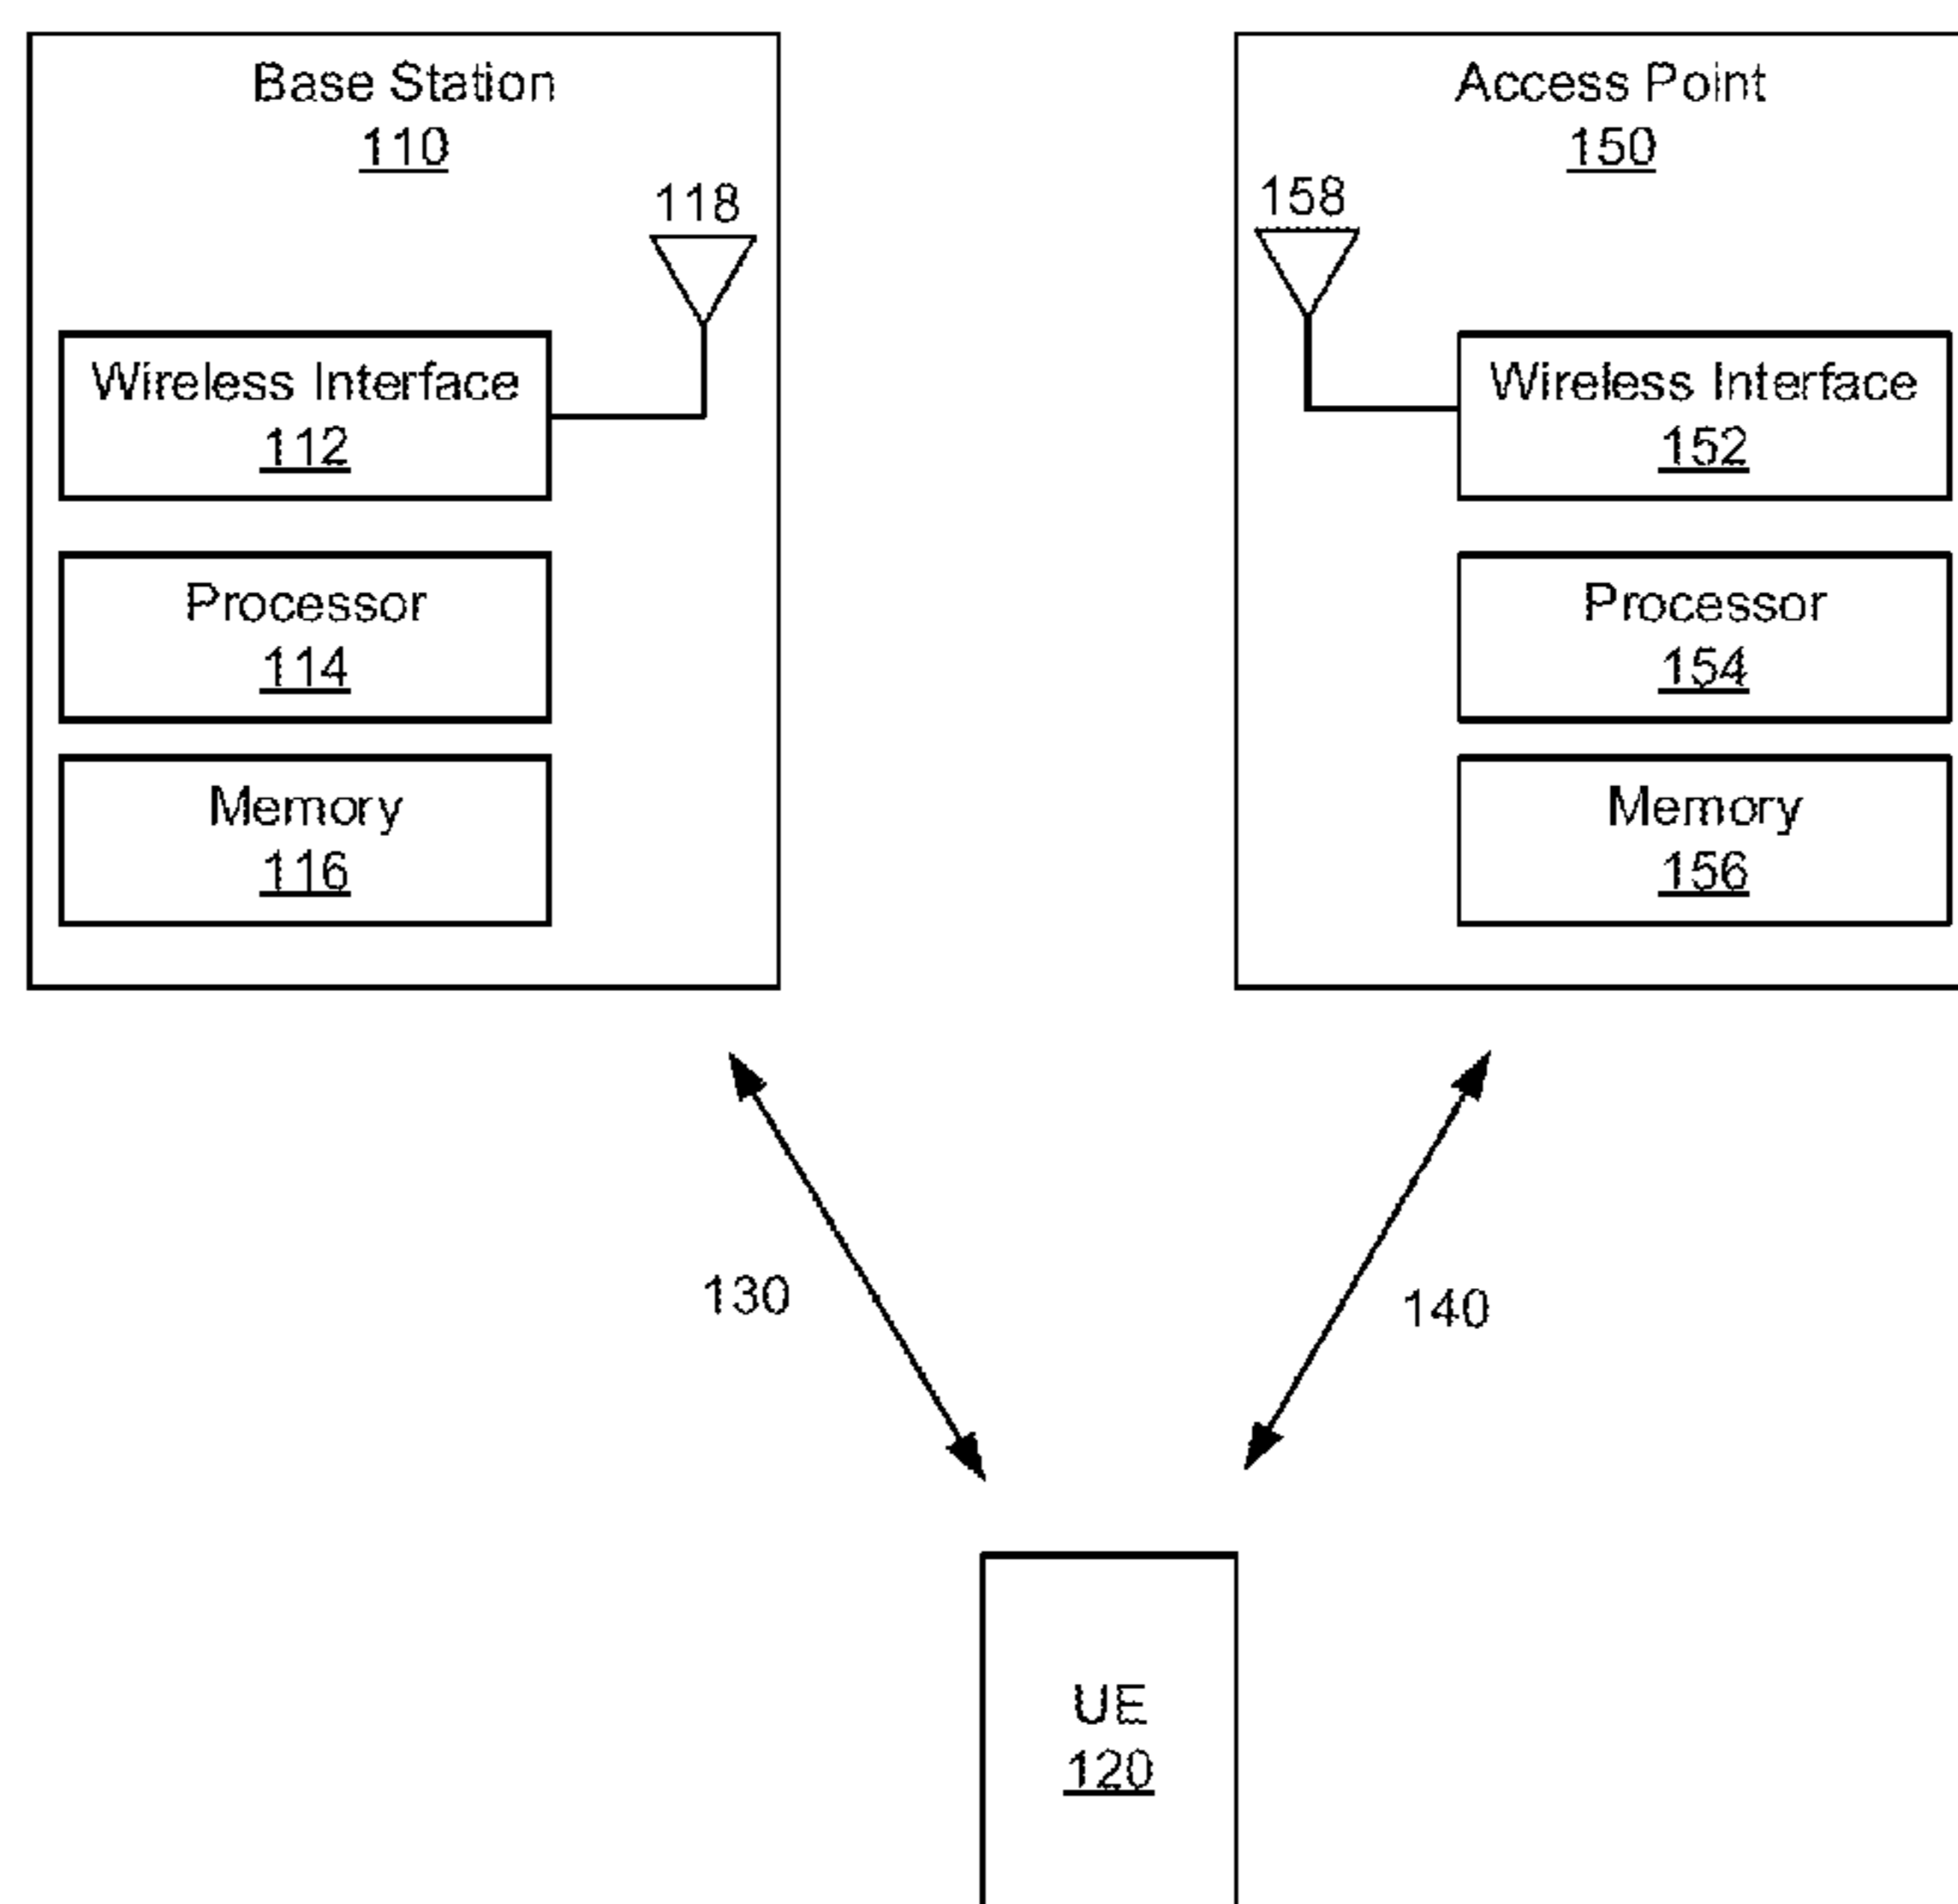 Base Station
110
118
Wireless Interface
112
Processor
114
Memory
116
Access Point
150
158
Wireless Interface
152
Processor
154
Memory
156
130
140
UE
120